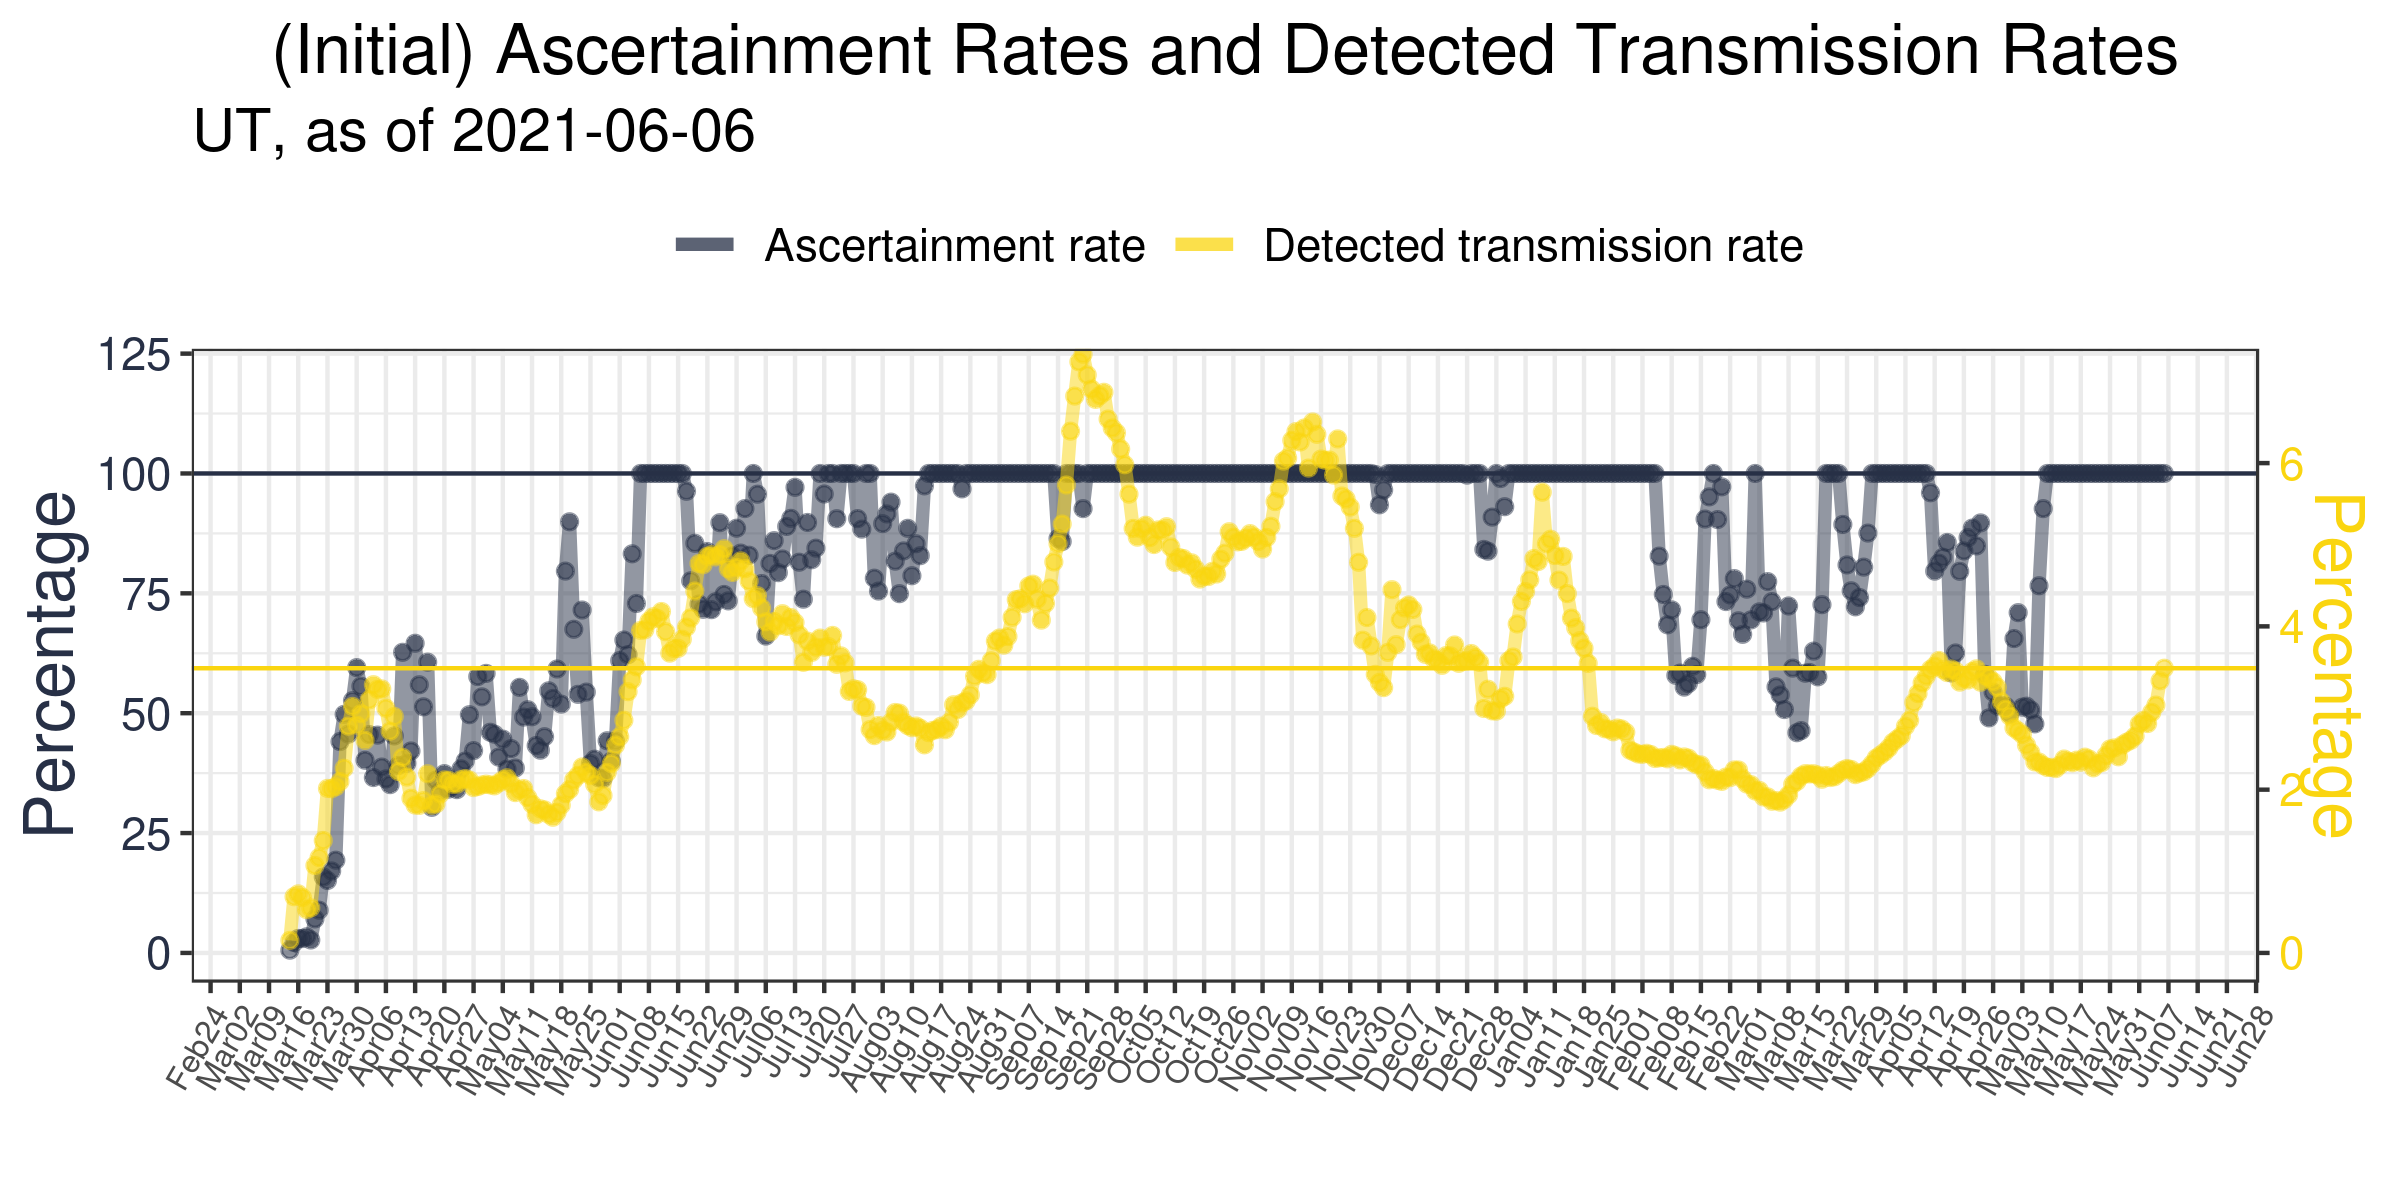 (Initial) Ascertainment Rates and Detected Transmission Rates
UT, as of 2021-06-06
Ascertainment rate
Detected transmission rate
Percentage
125
100
75
50
25
0
6
4
2
0
Percentage
Feb24
Mar02
Mar09
Mar16
Mar23
Mar30
Apr06
Apr13
Apr20
Apr27
May04
May11
May18
May25
Jun01
Jun08
Jun15
Jun22
Jun29
Jul06
Jul13
Jul20
Jul27
Aug03
Aug10
Aug17
Aug24
Aug31
Sep07
Sep14
Sep21
Sep28
Oct05
Oct12
Oct19
Oct26
Nov02
Nov09
Nov16
Nov23
Nov30
Dec07
Dec14
Dec21
Dec28
Jan04
Jan11
Jan18
Jan25
Feb01
Feb08
Feb15
Feb22
Mar01
Mar08
Mar15
Mar22
Mar29
Apr05
Apr12
Apr19
Apr26
May03
May10
May17
May24
May31
Jun07
Jun14
Jun21
Jun28